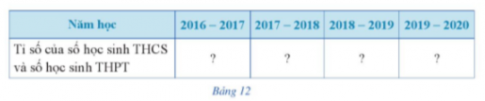 Năm học 2016 – 2017 2017 – 2018 2018 – 2019 2019 – 2020
Tỉ số của số học sinh THCS
và số học sinh THPT ? ? ? ?
Bảng 12